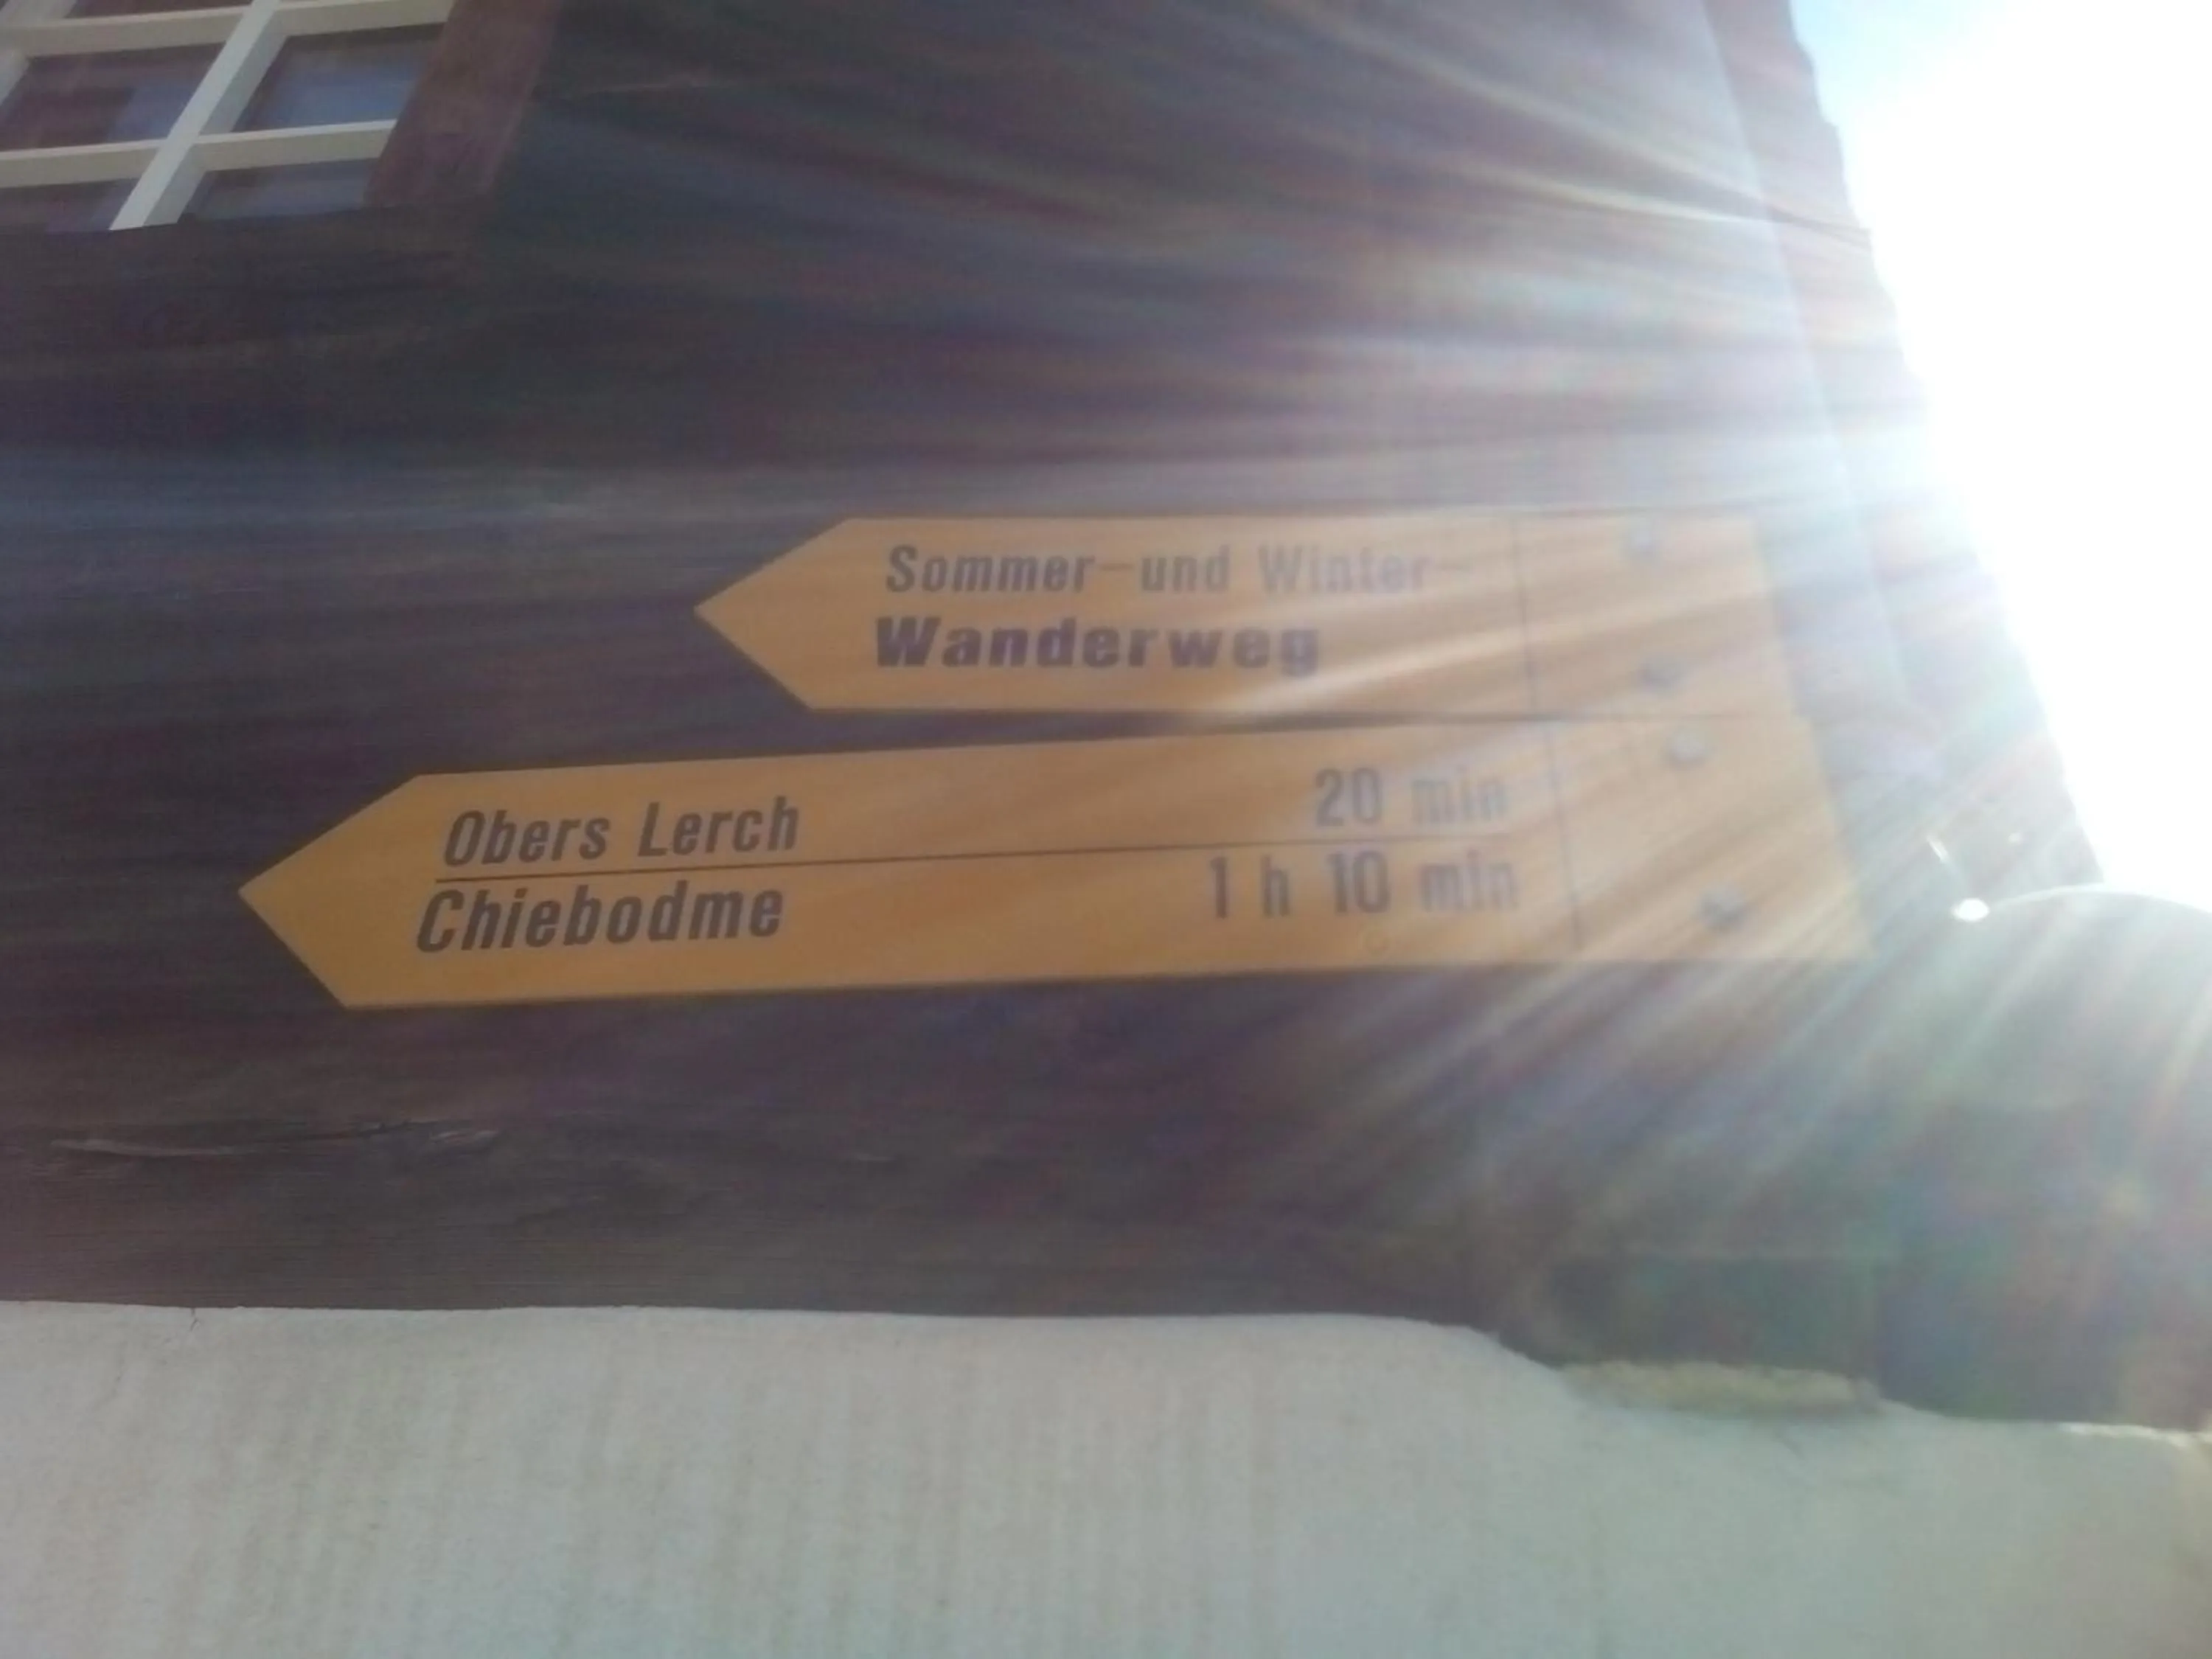 Sommer-und Winter-
Wanderweg
Obers Lerch 20 min
Chiebodme 1 h 10 min